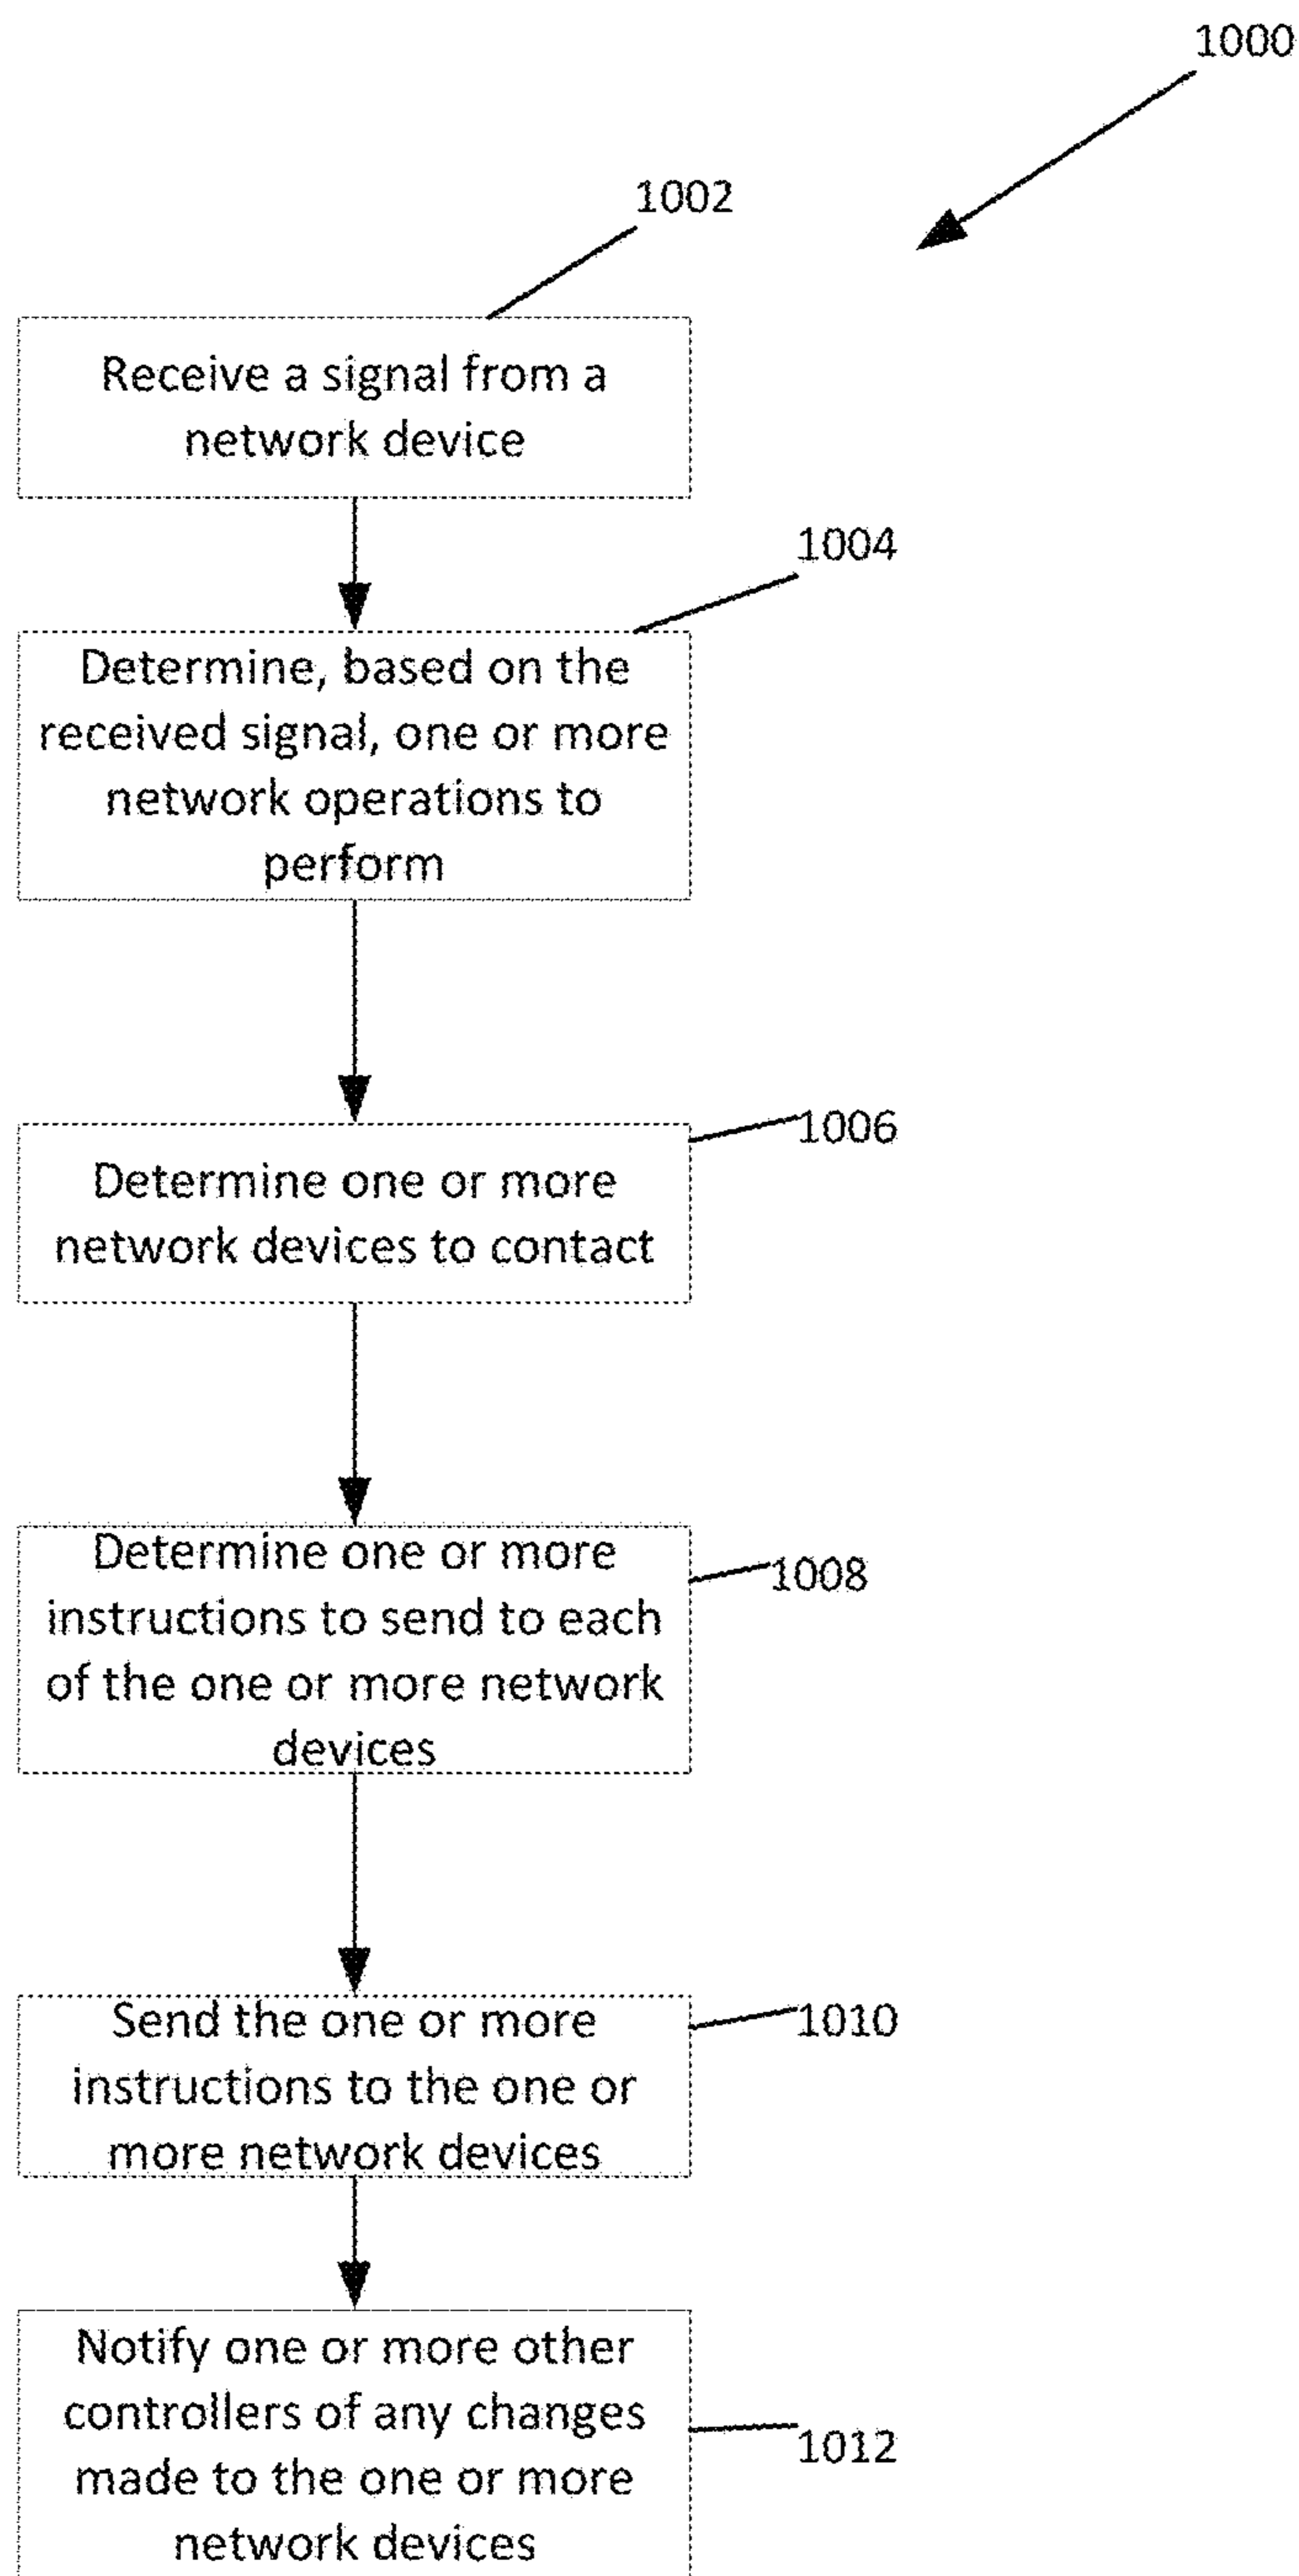 1000
1002
Receive a signal from a
network device
1004
Determine, based on the
received signal, one or more
network operations to
perform
1006
Determine one or more
network devices to contact
Determine one or more
1008
instructions to send to each
of the one or more network
devices
Send the one or more
1010
instructions to the one or
more network devices
Notify one or more other
controllers of any changes
1012
made to the one or more
network devices